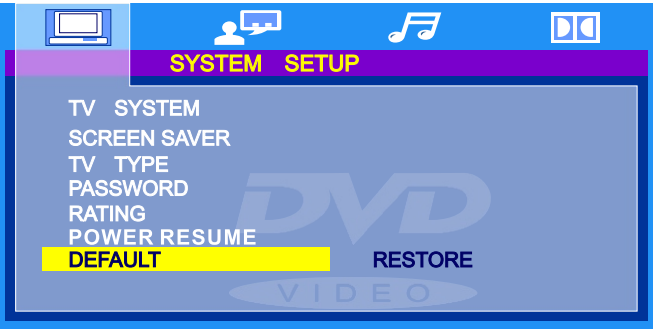 SYSTEM SETUP
TV SYSTEM
SCREEN SAVER
TV TYPE
PASSWORD
RATING
POWER RESUME
DEFAULT RESTORE
DVD
VIDEO